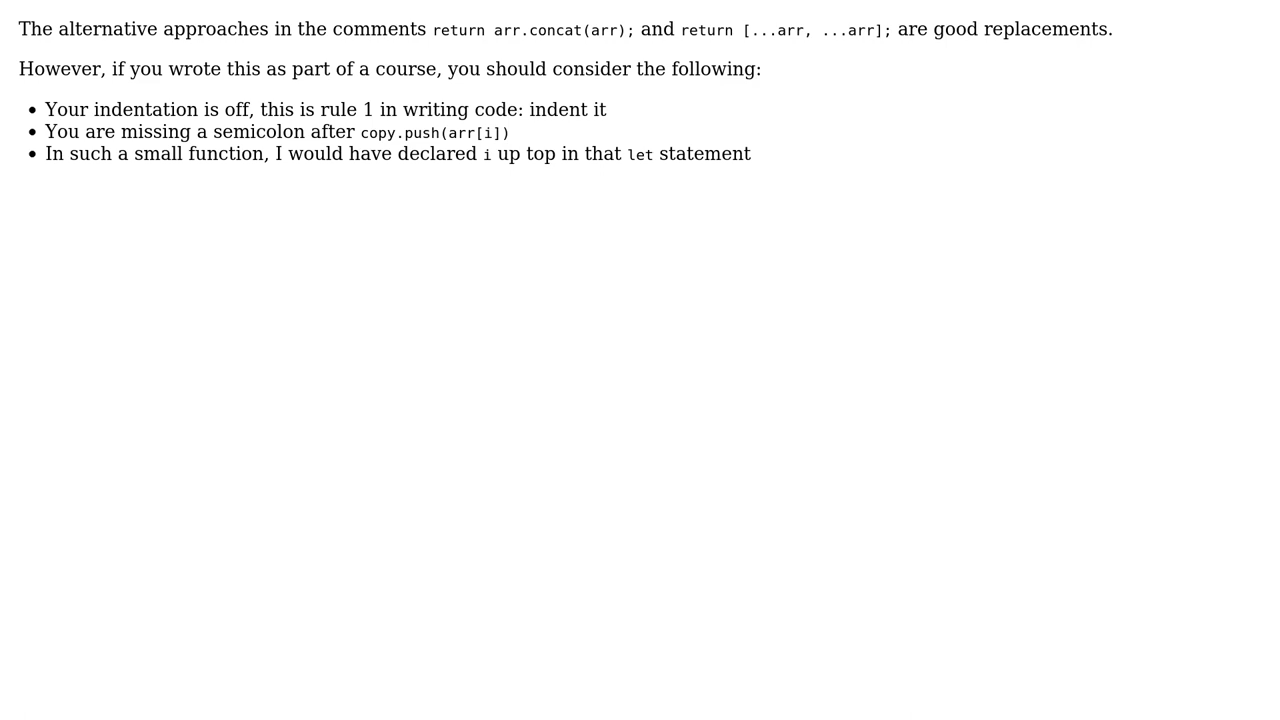 The alternative approaches in the comments return arr.concat(arr); and return [...arr, ...arr]; are good replacements.
However, if you wrote this as part of a course, you should consider the following:
• Your indentation is off, this is rule 1 in writing code: indent it
• You are missing a semicolon after copy.push(arr[i])
• In such a small function, I would have declared i up top in that let statement